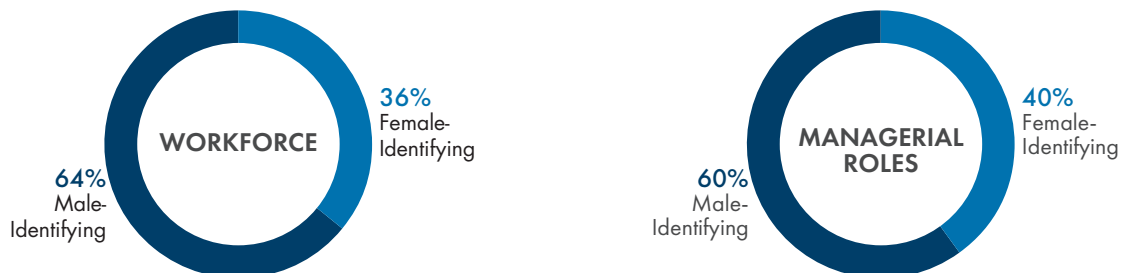 36%
Female-
Identifying
WORKFORCE
64%
Male-
Identifying
40%
Female-
Identifying
MANAGERIAL
ROLES
60%
Male-
Identifying